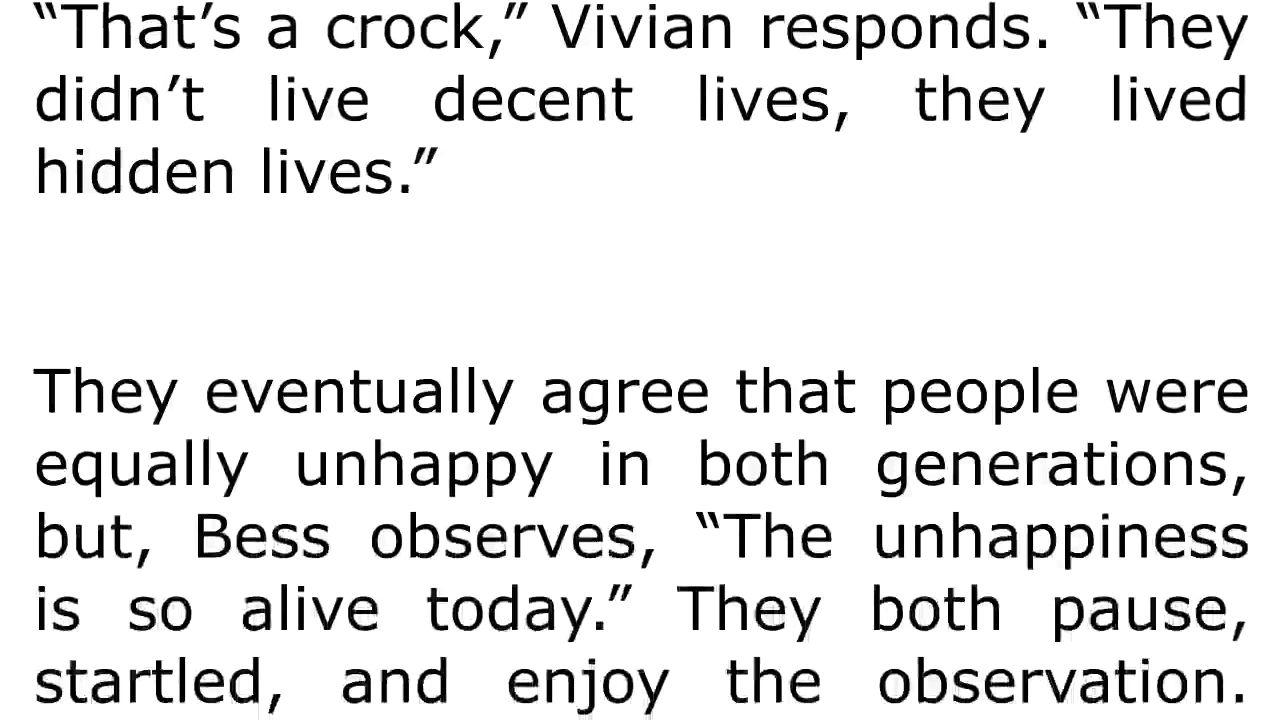 “That’s a crock,” Vivian responds. “They
didn’t live decent lives, they lived
hidden lives.”
They eventually agree that people were
equally unhappy in both generations,
but, Bess observes, “The unhappiness
is so alive today.” They both pause,
startled, and enjoy the observation.